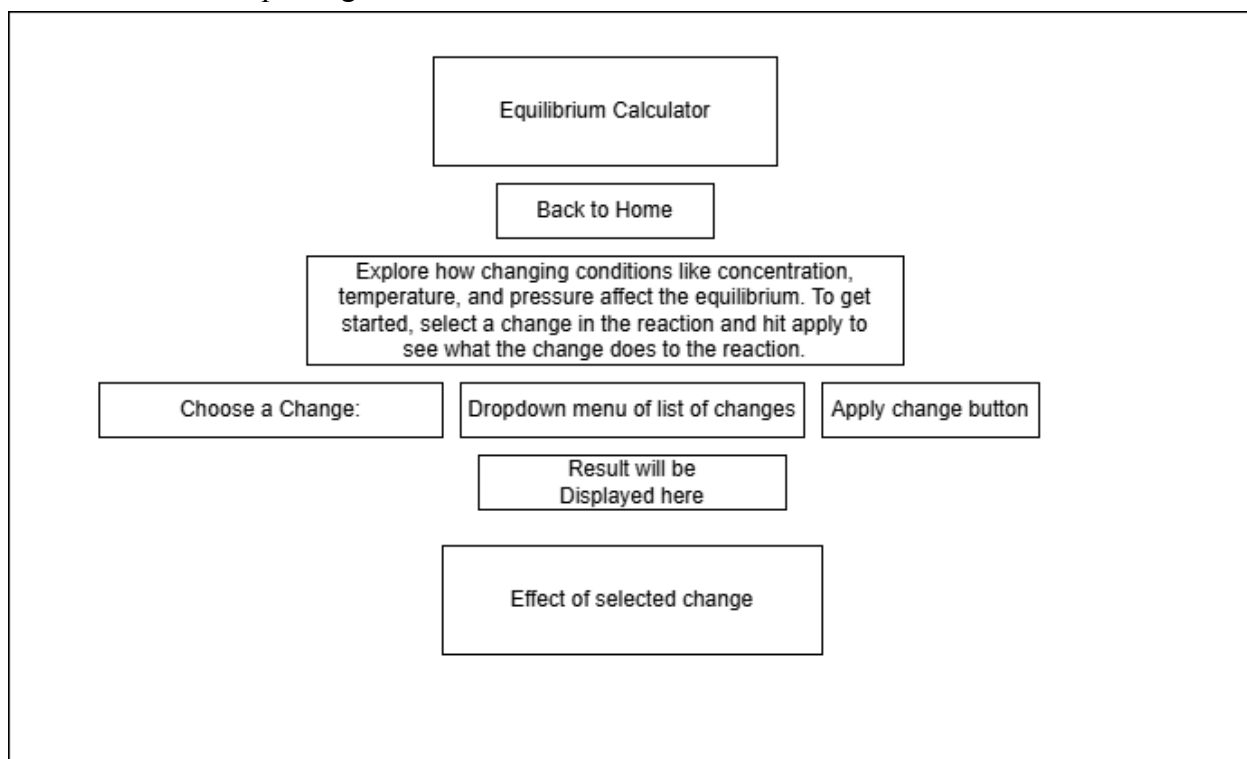 Equilibrium Calculator
Back to Home
Explore how changing conditions like concentration,
temperature, and pressure affect the equilibrium. To get
started, select a change in the reaction and hit apply to
see what the change does to the reaction.
Choose a Change:
Dropdown menu of list of changes
Apply change button
Result will be
Displayed here
Effect of selected change